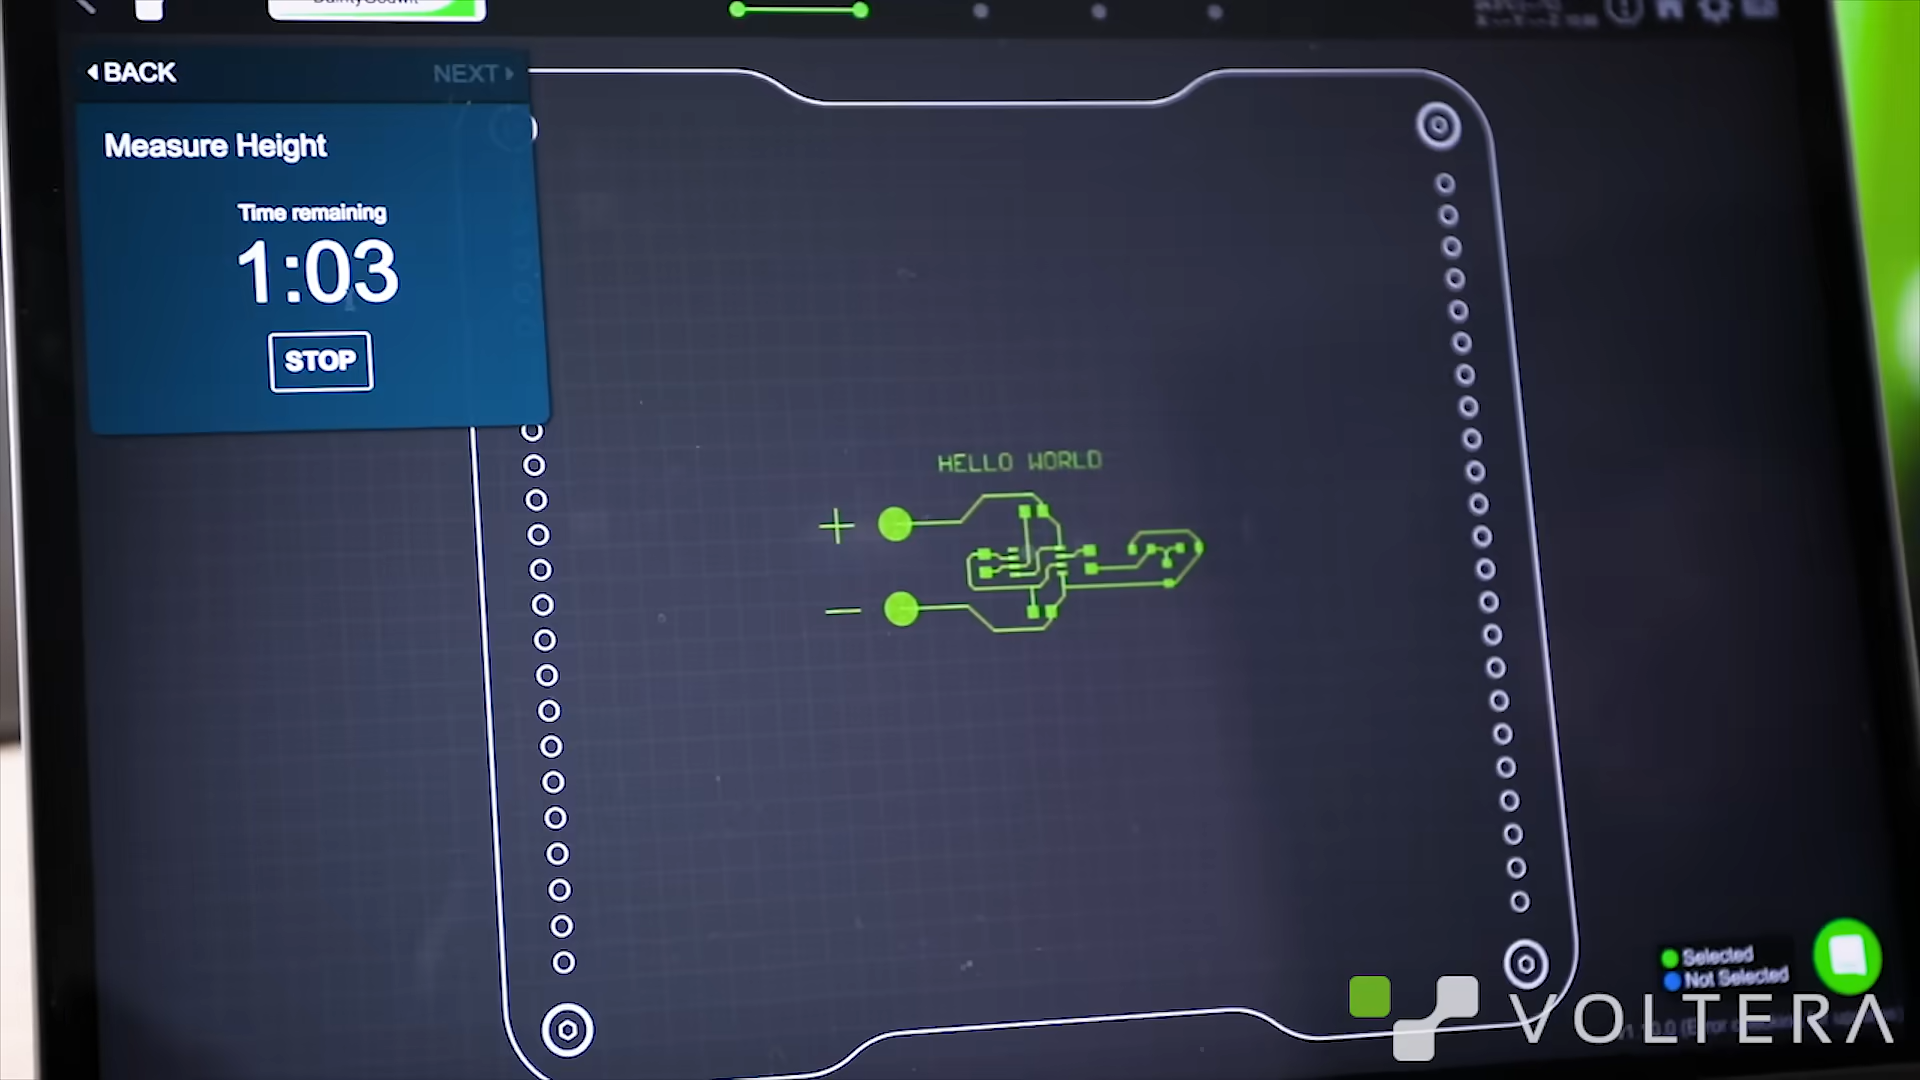 BACK
NEXT
Measure Height
Time remaining
1:03
STOP
HELLO WORLD
+
−
Selected
Not Selected
VOLTERA